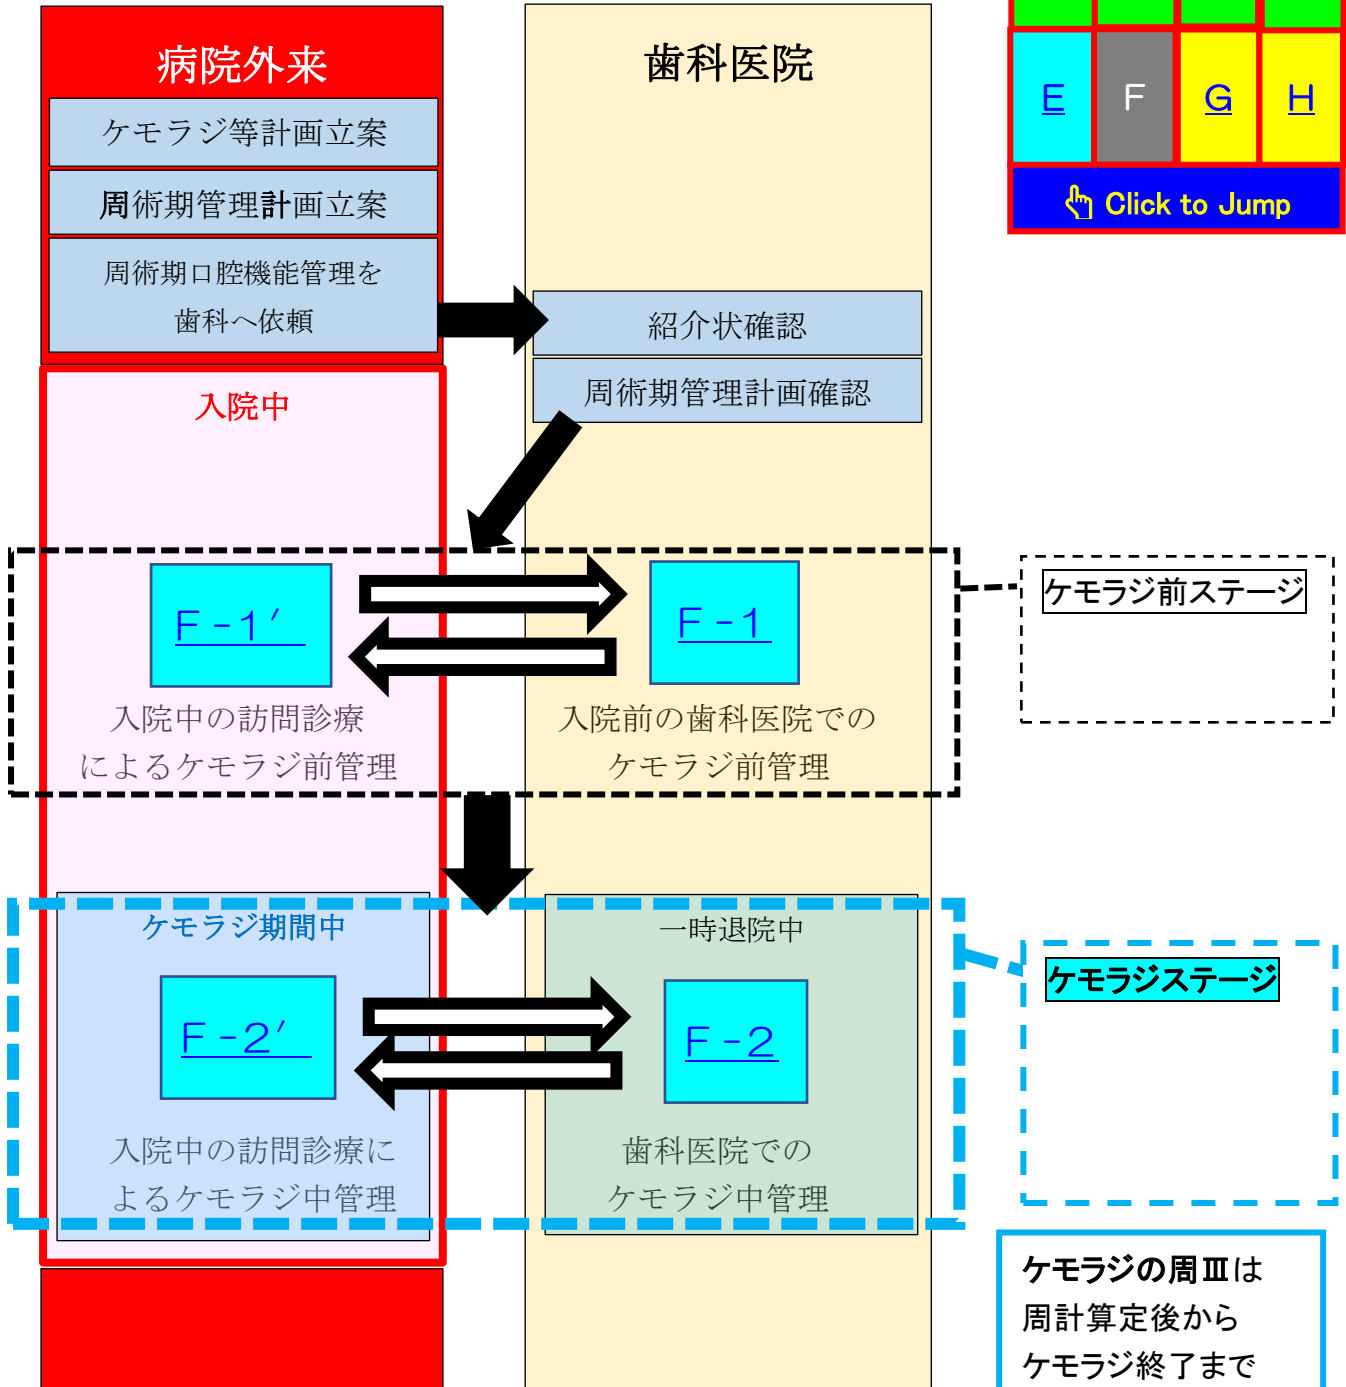 病院外来
ケモラジ等計画立案
周術期管理計画立案
周術期口腔機能管理を
歯科へ依頼
歯科医院
紹介状確認
周術期管理計画確認
E
F
G
H
Click to Jump
入院中
F-1′
入院中の訪問診療
によるケモラジ前管理
F-1
入院前の歯科医院での
ケモラジ前管理
ケモラジ前ステージ
ケモラジ期間中
F-2′
入院中の訪問診療に
よるケモラジ中管理
一時退院中
F-2
歯科医院での
ケモラジ中管理
ケモラジステージ
ケモラジの周Ⅲは
周計算定後から
ケモラジ終了まで